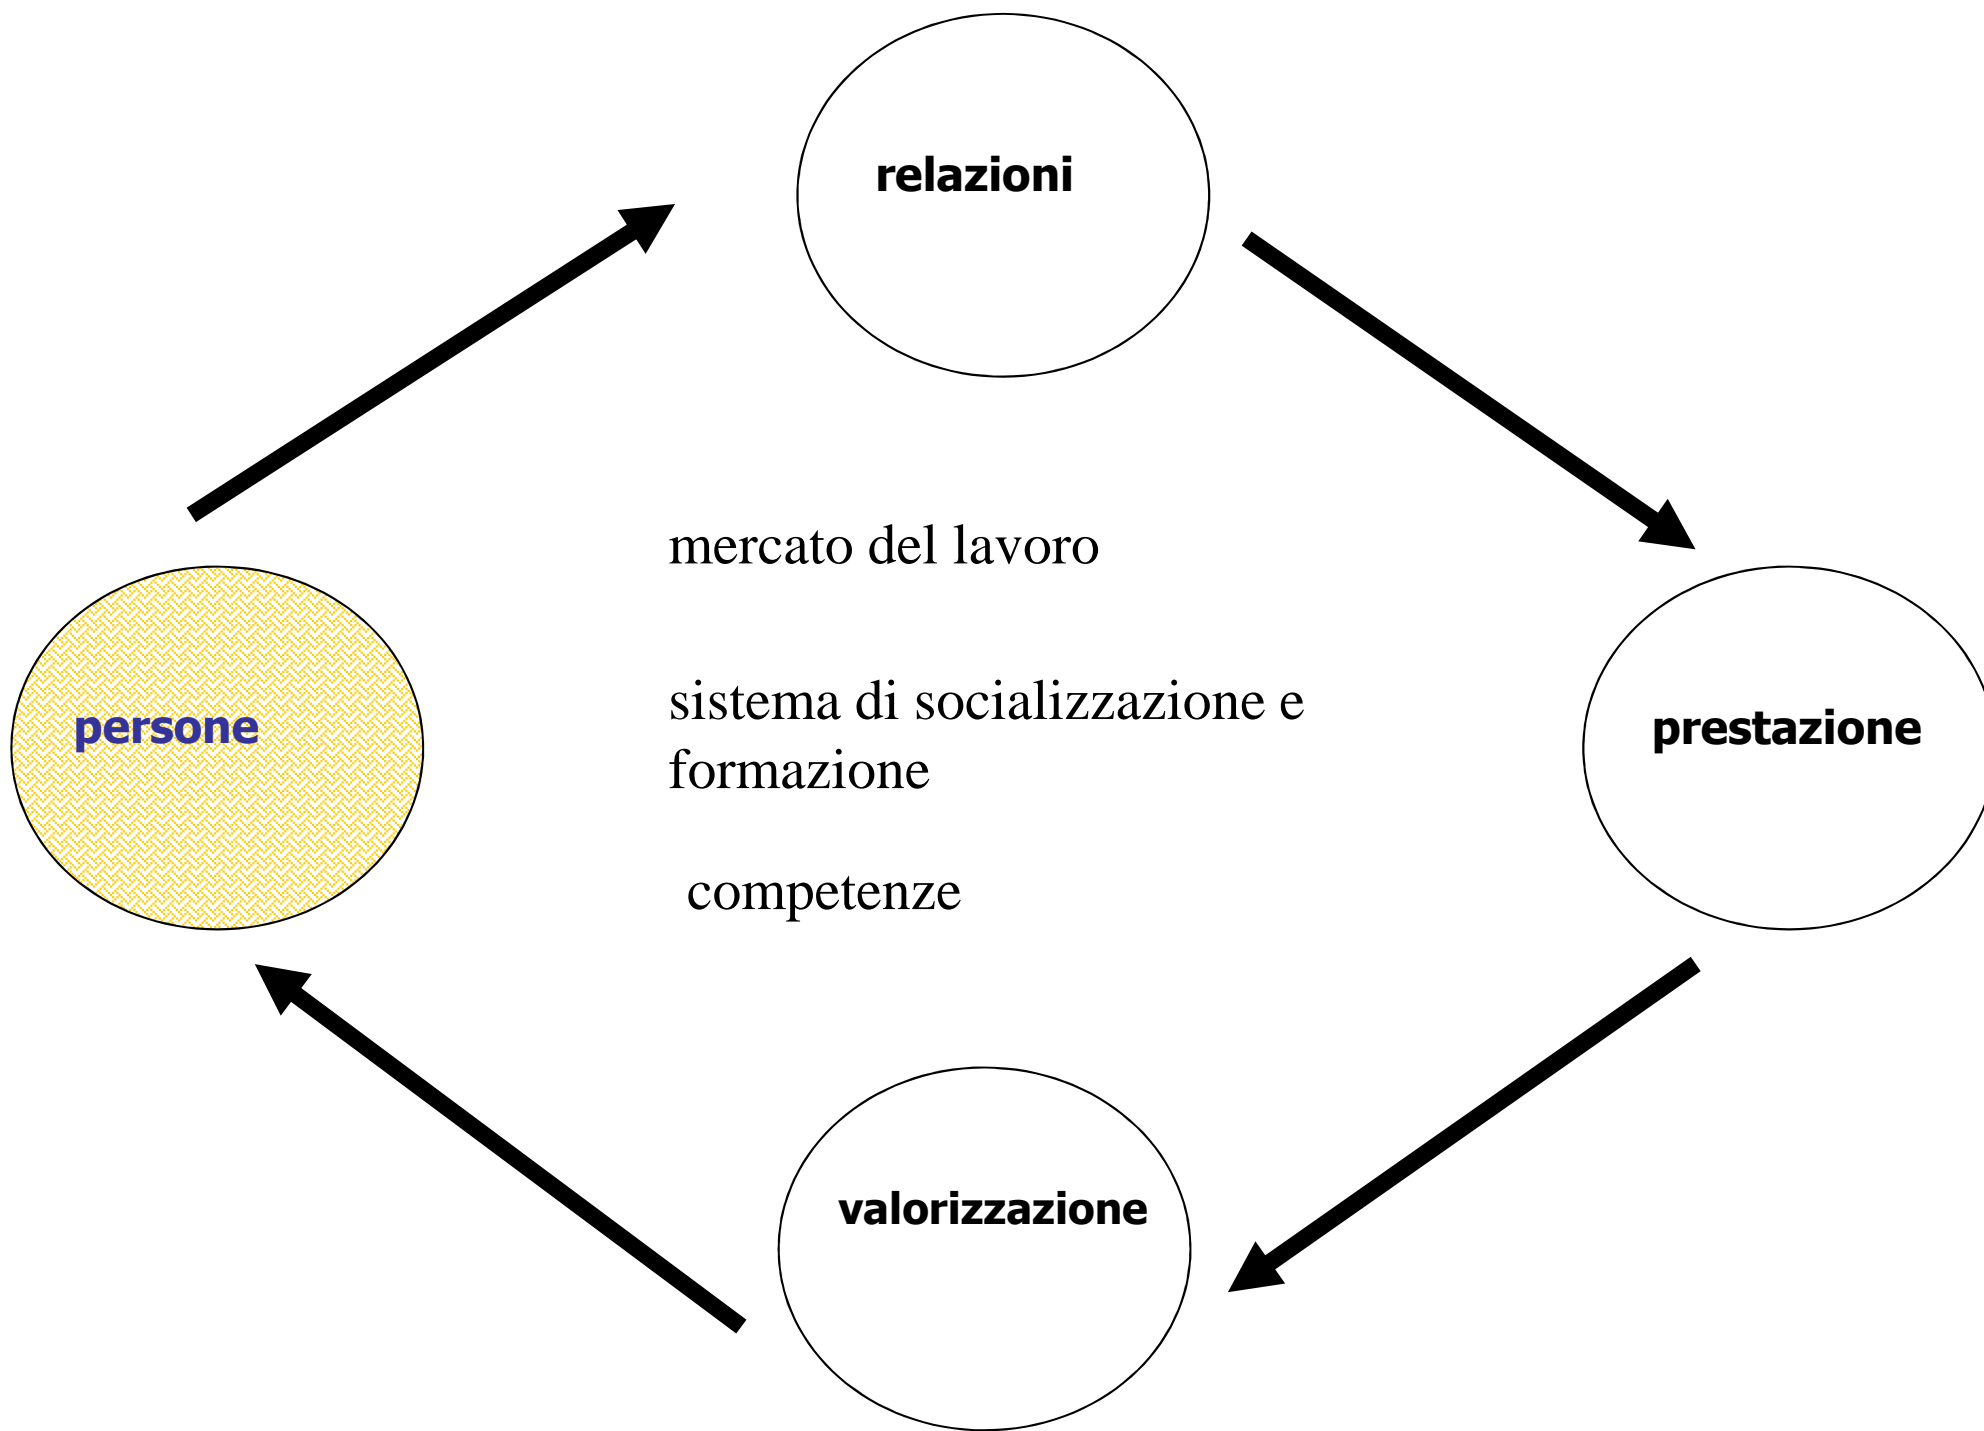 relazioni
mercato del lavoro
sistema di socializzazione e
formazione
persone
prestazione
competenze
valorizzazione